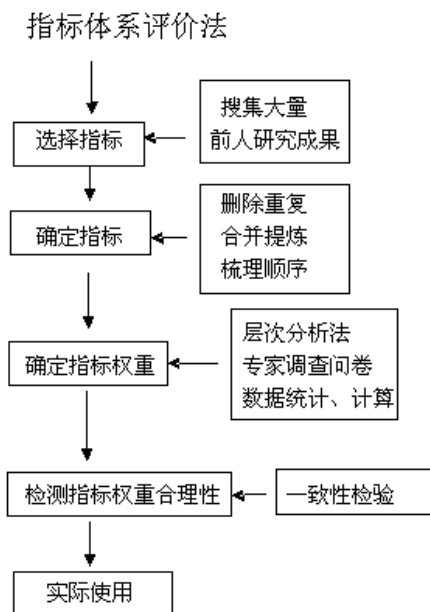 指标体系评价法
选择指标
搜集大量
前人研究成果
确定指标
删除重复
合并提炼
梳理顺序
确定指标权重
层次分析法
专家调查问卷
数据统计、计算
检测指标权重合理性
一致性检验
实际使用